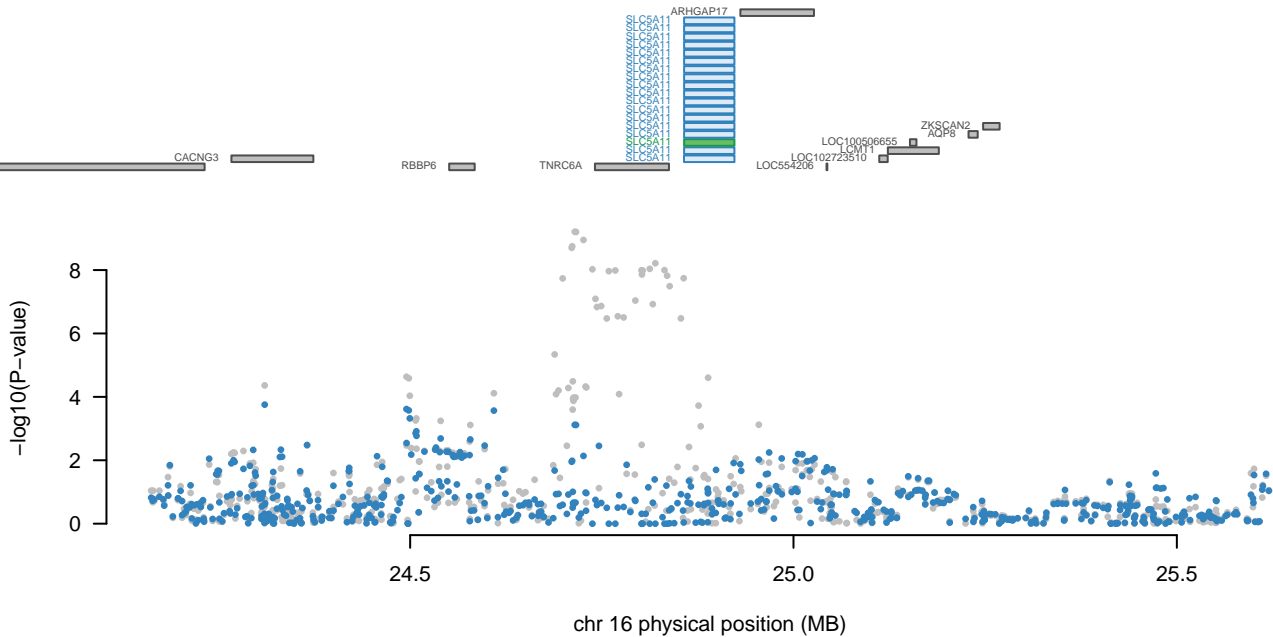 ARHGAP17
SLC5A11
SLC5A11
SLC5A11
SLC5A11
SLC5A11
SLC5A11
SLC5A11
SLC5A11
SLC5A11
SLC5A11
SLC5A11
SLC5A11
SLC5A11
SLC5A11
ZKSCAN2
SLC5A11
AQP8
SLC5A11
LOC100506655
SLC5A11
LCMT1
CACNG3
SLC5A11
LOC102723510
RBBP6
TNRC6A
LOC554206
−log10(P−value)
8
6
4
2
0
24.5
25.0
25.5
chr 16 physical position (MB)